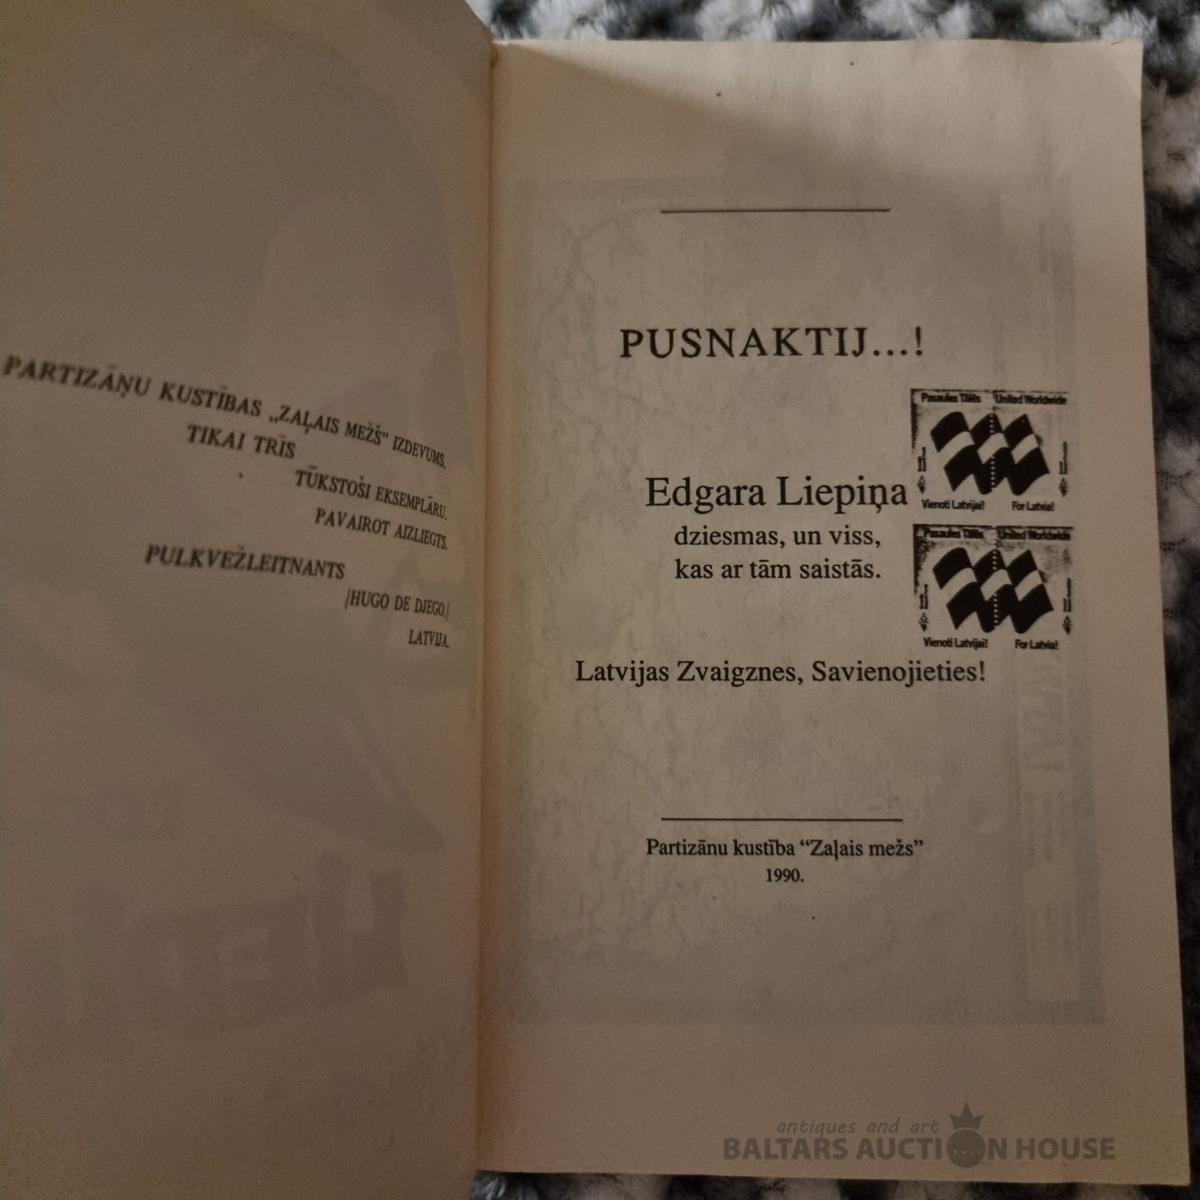 PARTIZĀŅU KUSTĪBAS „ZAĻAIS MEŽŠ” IZDEVUMS.
TIKAI TRĪS
TŪKSTOŠI EKSEMPLĀRU.
PAVAIROT AIZLIEGTS.
PULKVEŽLEITNANTS
/HUGO DE DJEGO./
LATVIJA.
PUSNAKTIJ...!
Pasaules Tālēs United Worldwide
Vienoti Latvijai! For Latvia!
Edgara Liepiņa
dziesmas, un viss,
kas ar tām saistās.
Pasaules Tālēs United Worldwide
Vienoti Latvijai! For Latvia!
Latvijas Zvaigznes, Savienojieties!
Partizānu kustība “Zaļais mežs”
1990.
antiques and art
BALTARS AUCTION HOUSE